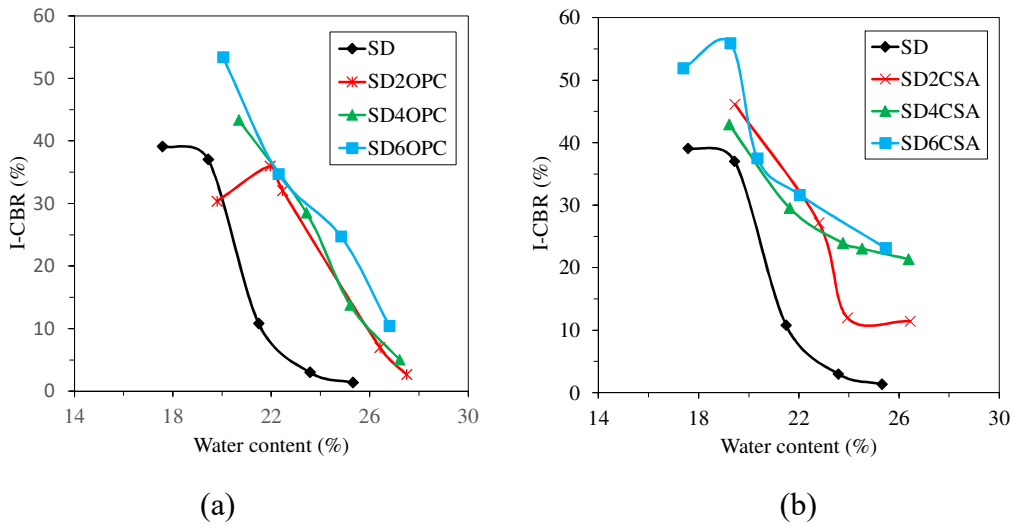 60
50
40
30
20
10
0
I-CBR (%)
14 18 22 26 30
Water content (%)
SD
SD2OPC
SD4OPC
SD6OPC
(a)
60
50
40
30
20
10
0
I-CBR (%)
14 18 22 26 30
Water content (%)
SD
SD2CSA
SD4CSA
SD6CSA
(b)